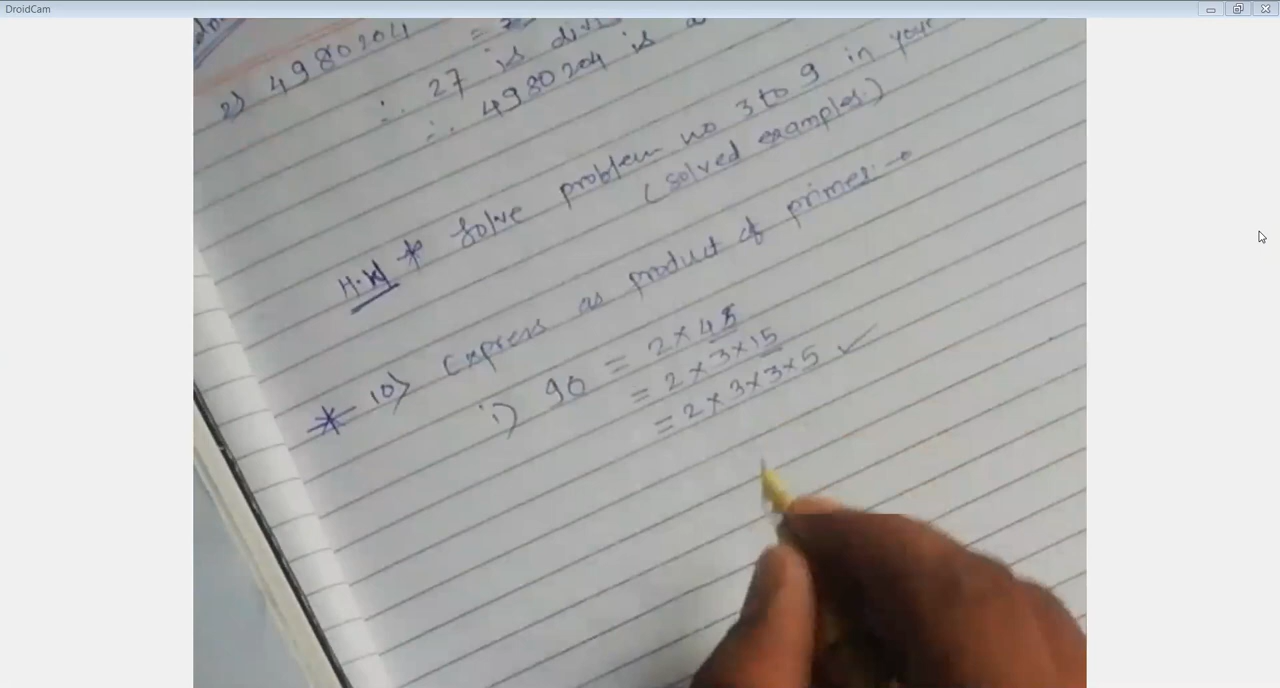 DroidCam
2) 4980204 =
∴ 27 is div
∴ 4980204 is a
H.W * Solve problem no 3 to 9 in your
(solved examples.)
* 10) Express as product of primes:→
i) 90 = 2 × 45
= 2 × 3 × 15
= 2 × 3 × 3 × 5 ✓